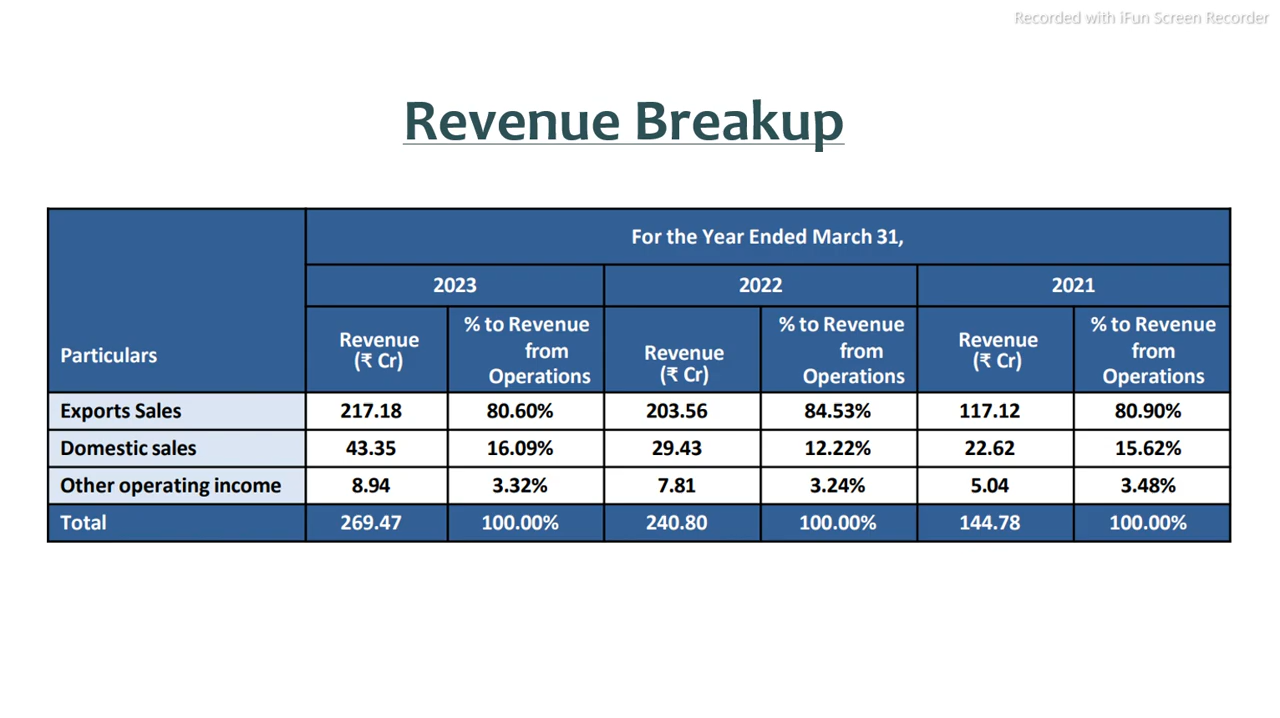 Recorded with iFun Screen Recorder
Revenue Breakup
Particulars
For the Year Ended March 31,
2023 2022 2021
Revenue (₹ Cr) % to Revenue from Operations Revenue (₹ Cr) % to Revenue from Operations Revenue (₹ Cr) % to Revenue from Operations
Exports Sales 217.18 80.60% 203.56 84.53% 117.12 80.90%
Domestic sales 43.35 16.09% 29.43 12.22% 22.62 15.62%
Other operating income 8.94 3.32% 7.81 3.24% 5.04 3.48%
Total 269.47 100.00% 240.80 100.00% 144.78 100.00%